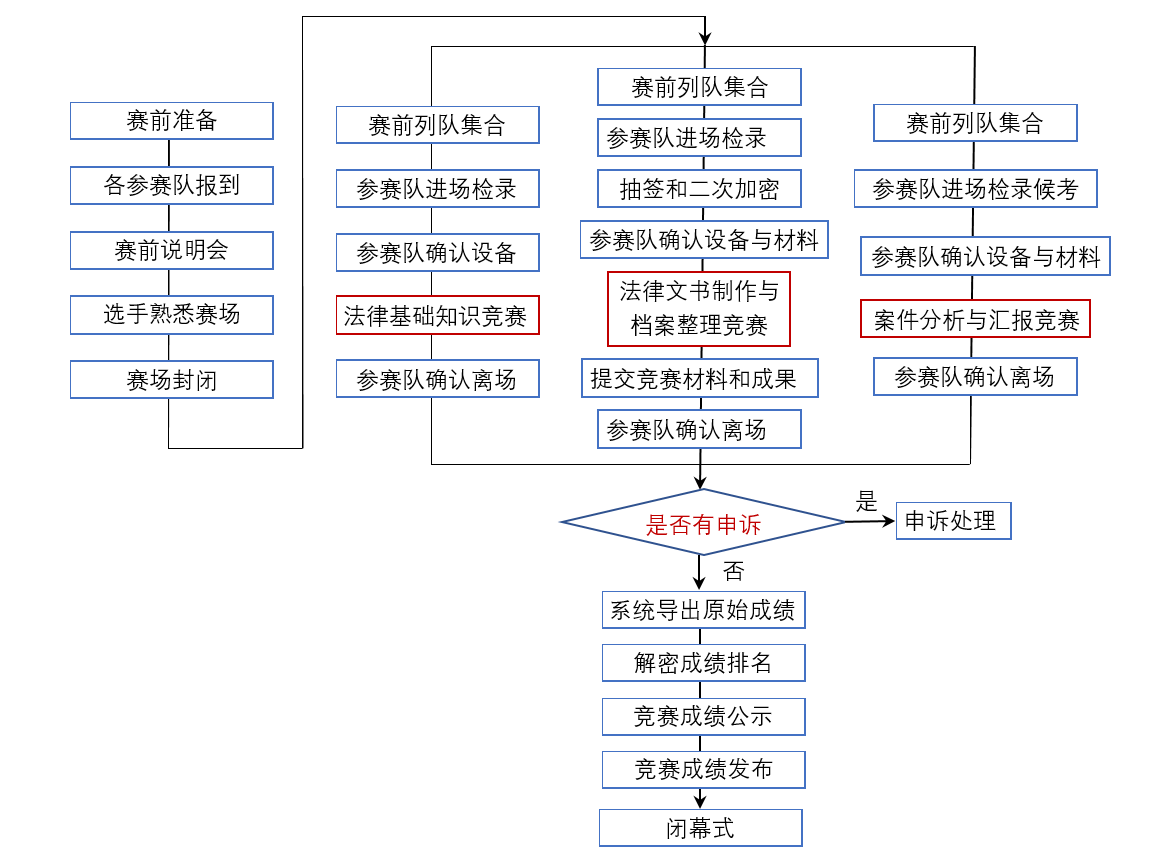 赛前准备
各参赛队报到
赛前说明会
选手熟悉赛场
赛场封闭
赛前列队集合
参赛队进场检录
参赛队确认设备
法律基础知识竞赛
参赛队确认离场
赛前列队集合
参赛队进场检录
抽签和二次加密
参赛队确认设备与材料
法律文书制作与
档案整理竞赛
提交竞赛材料和成果
参赛队确认离场
赛前列队集合
参赛队进场检录候考
参赛队确认设备与材料
案件分析与汇报竞赛
参赛队确认离场
是否有申诉
是
申诉处理
否
系统导出原始成绩
解密成绩排名
竞赛成绩公示
竞赛成绩发布
闭幕式